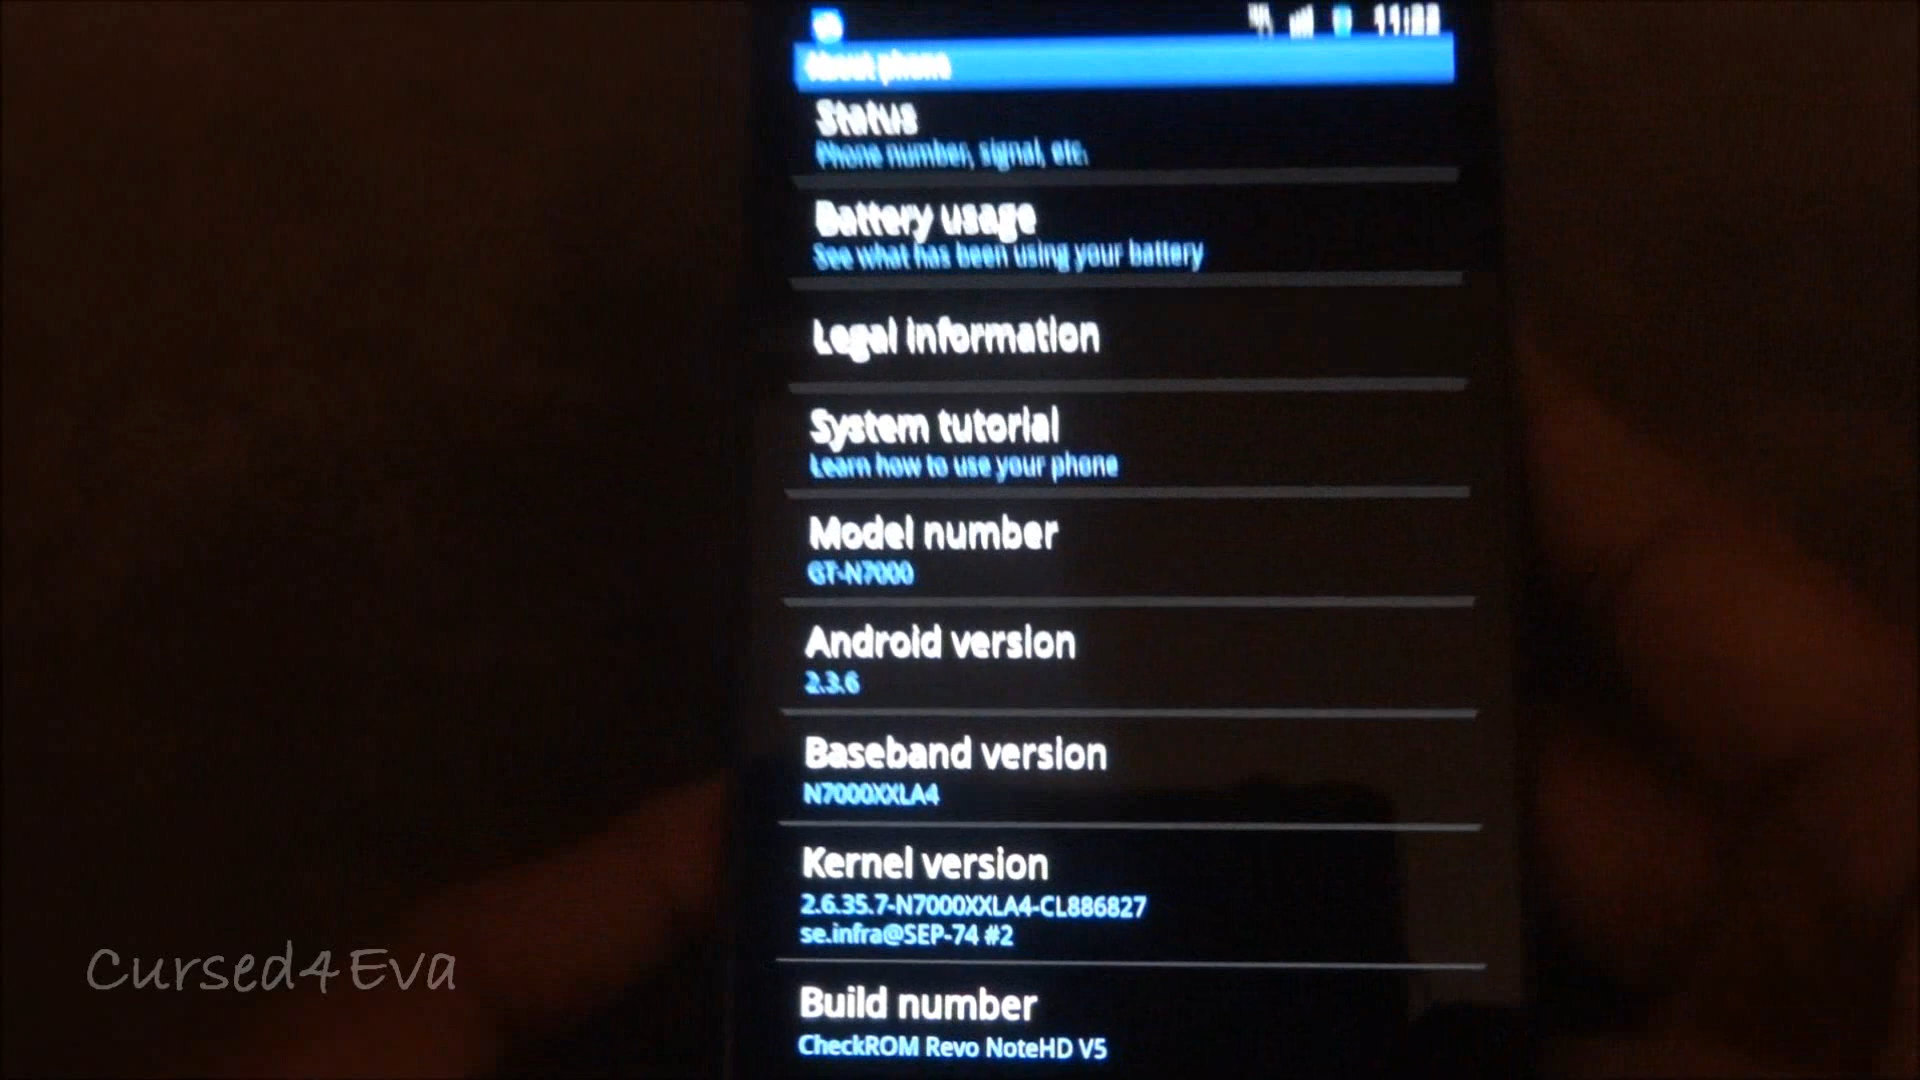 About phone
Status
Phone number, signal, etc.
Battery usage
See what has been using your battery
Legal information
System tutorial
Learn how to use your phone
Model number
GT-N7000
Android version
2.3.6
Baseband version
N7000XXLA4
Kernel version
2.6.35.7-N7000XXLA4-CL886827
se.infra@SEP-74 #2
Build number
CheckROM Revo NoteHD V5
Cursed4Eva